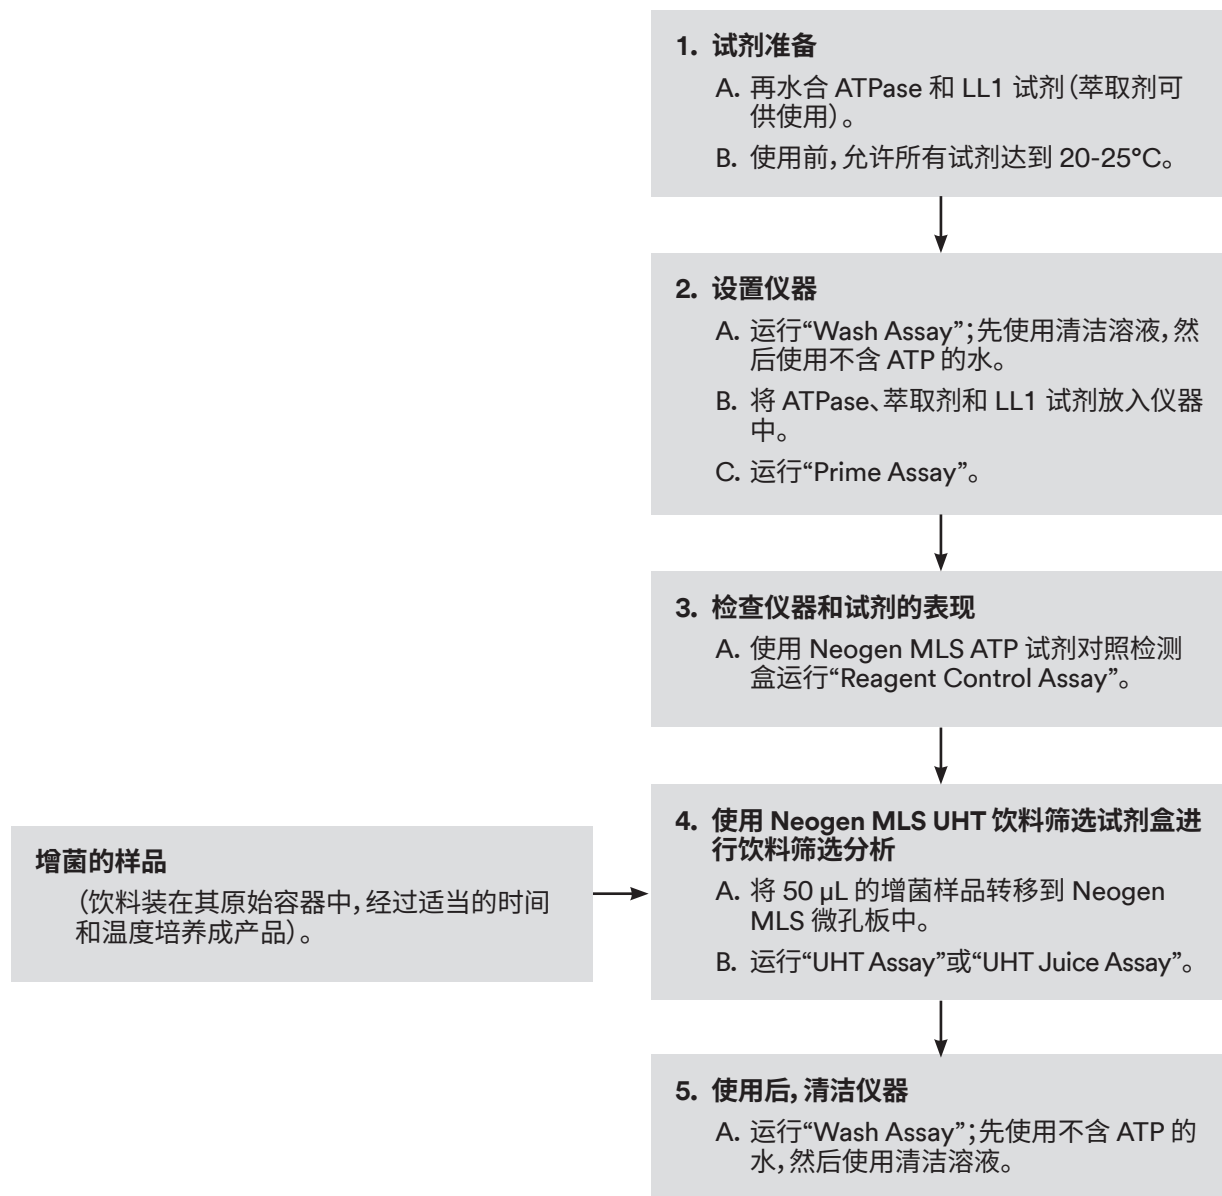 1. 试剂准备
A. 再水合 ATPase 和 LL1 试剂（萃取剂可
供使用）。
B. 使用前，允许所有试剂达到 20-25°C。
2. 设置仪器
A. 运行“Wash Assay”；先使用清洁溶液，然
后使用不含 ATP 的水。
B. 将 ATPase、萃取剂和 LL1 试剂放入仪器
中。
C. 运行“Prime Assay”。
3. 检查仪器和试剂的表现
A. 使用 Neogen MLS ATP 试剂对照检测
盒运行“Reagent Control Assay”。
增菌的样品
（饮料装在其原始容器中，经过适当的时间
和温度培养成产品）。
4. 使用 Neogen MLS UHT 饮料筛选试剂盒进
行饮料筛选分析
A. 将 50 µL 的增菌样品转移到 Neogen
MLS 微孔板中。
B. 运行“UHT Assay”或“UHT Juice Assay”。
5. 使用后，清洁仪器
A. 运行“Wash Assay”；先使用不含 ATP 的
水，然后使用清洁溶液。